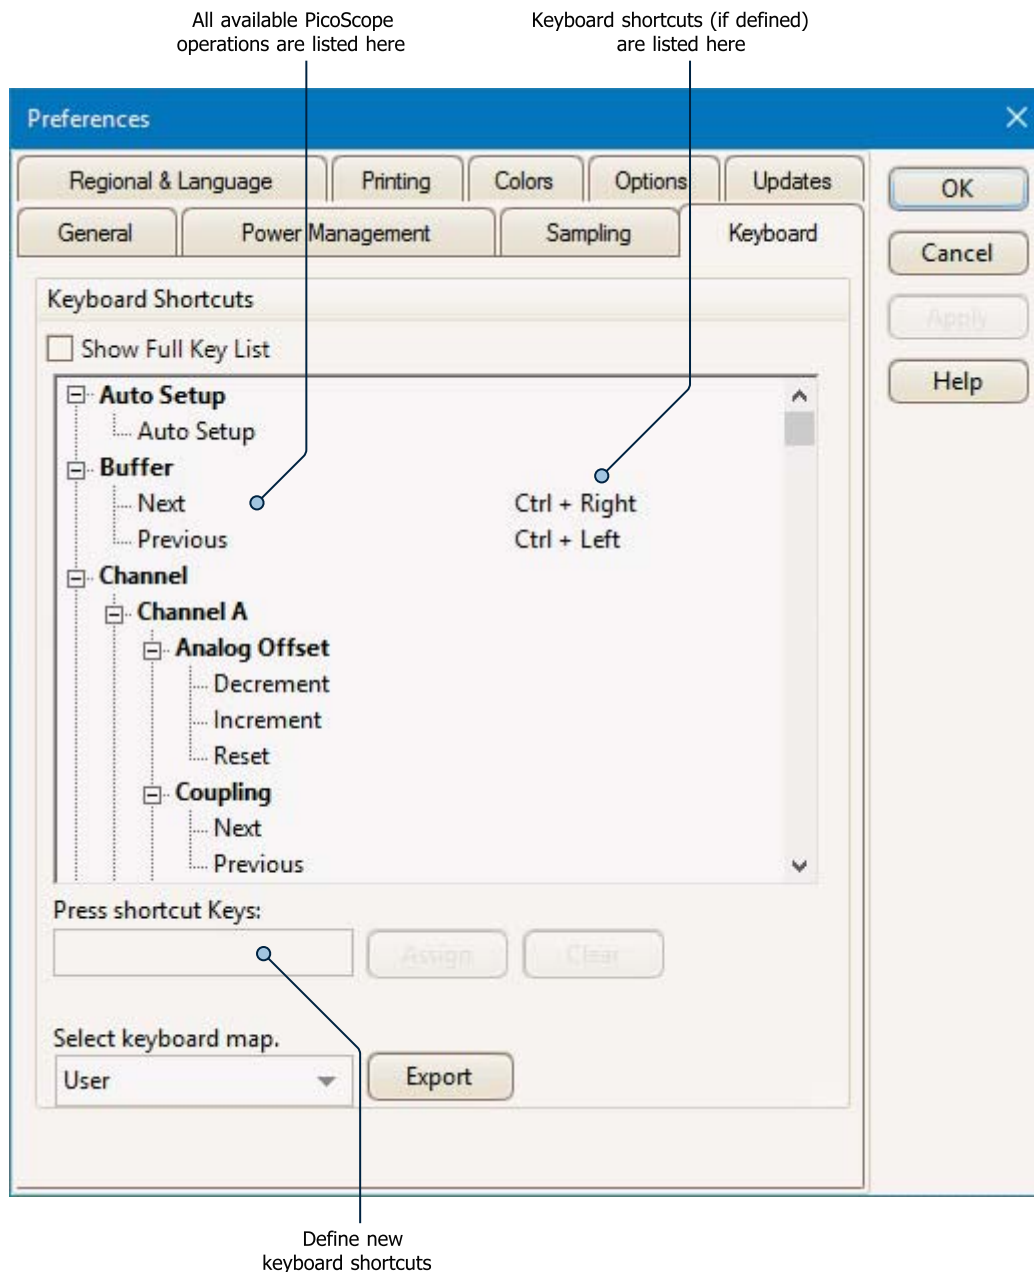 All available PicoScope
operations are listed here
Keyboard shortcuts (if defined)
are listed here
Preferences
Regional & Language
Printing
Colors
Options
Updates
General
Power Management
Sampling
Keyboard
OK
Cancel
Apply
Help
Keyboard Shortcuts
Show Full Key List
Auto Setup
Auto Setup
Buffer
Next Ctrl + Right
Previous Ctrl + Left
Channel
Channel A
Analog Offset
Decrement
Increment
Reset
Coupling
Next
Previous
Press shortcut Keys:
Assign
Clear
Select keyboard map.
User
Export
Define new
keyboard shortcuts